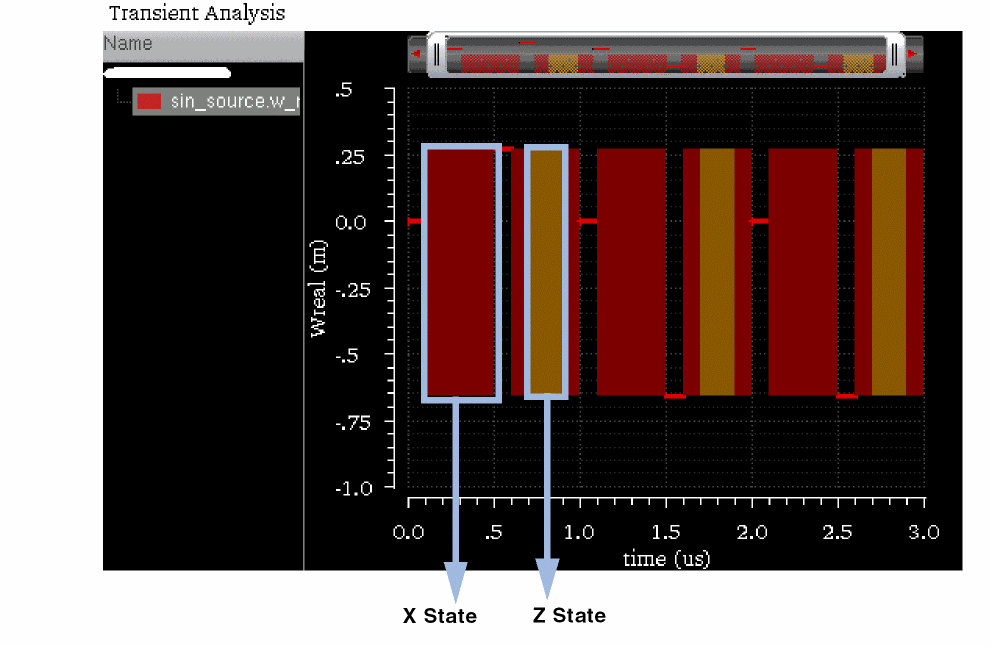 Transient Analysis
Name
sin_source.w_
.5
.25
0.0
-.25
-.5
-.75
-1.0
Wreal (m)
0.0 .5 1.0 1.5 2.0 2.5 3.0
time (us)
X State Z State